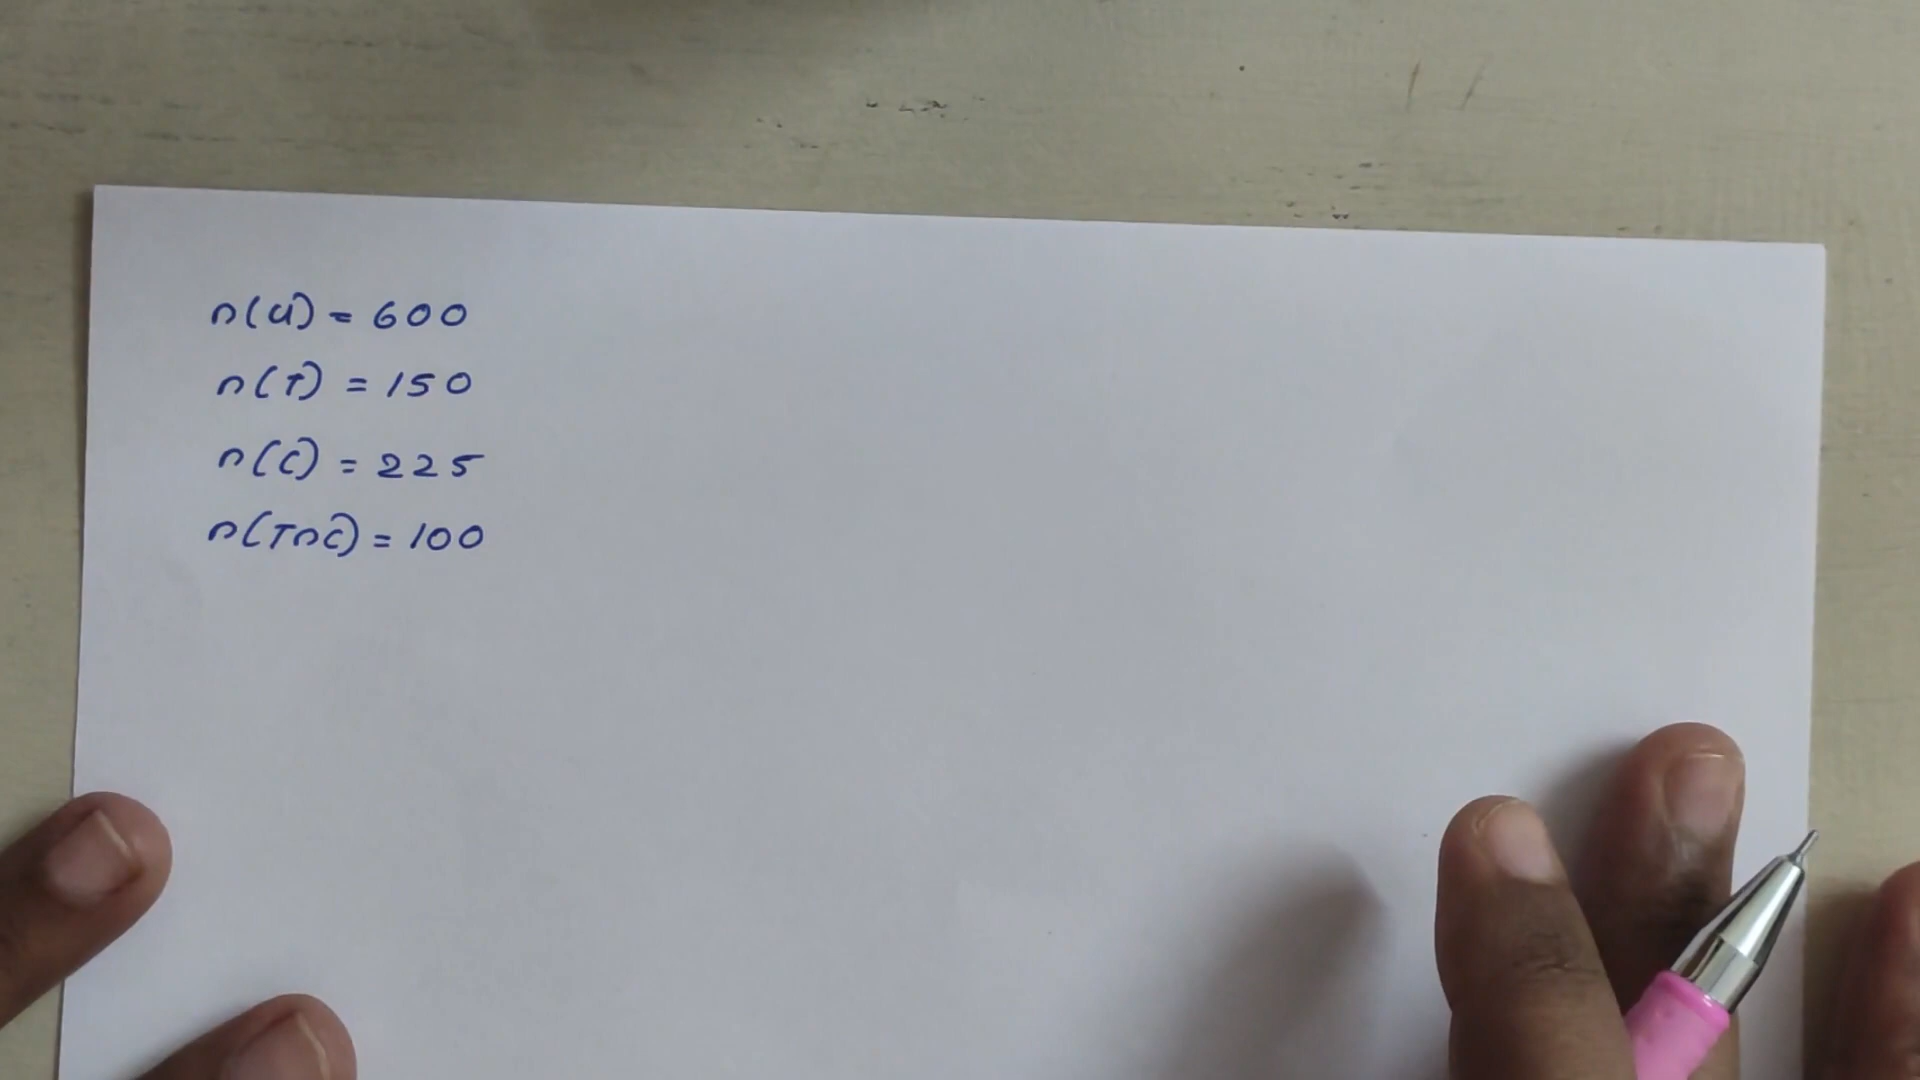 n(U) = 600
n(T) = 150
n(C) = 225
n(T∩C) = 100